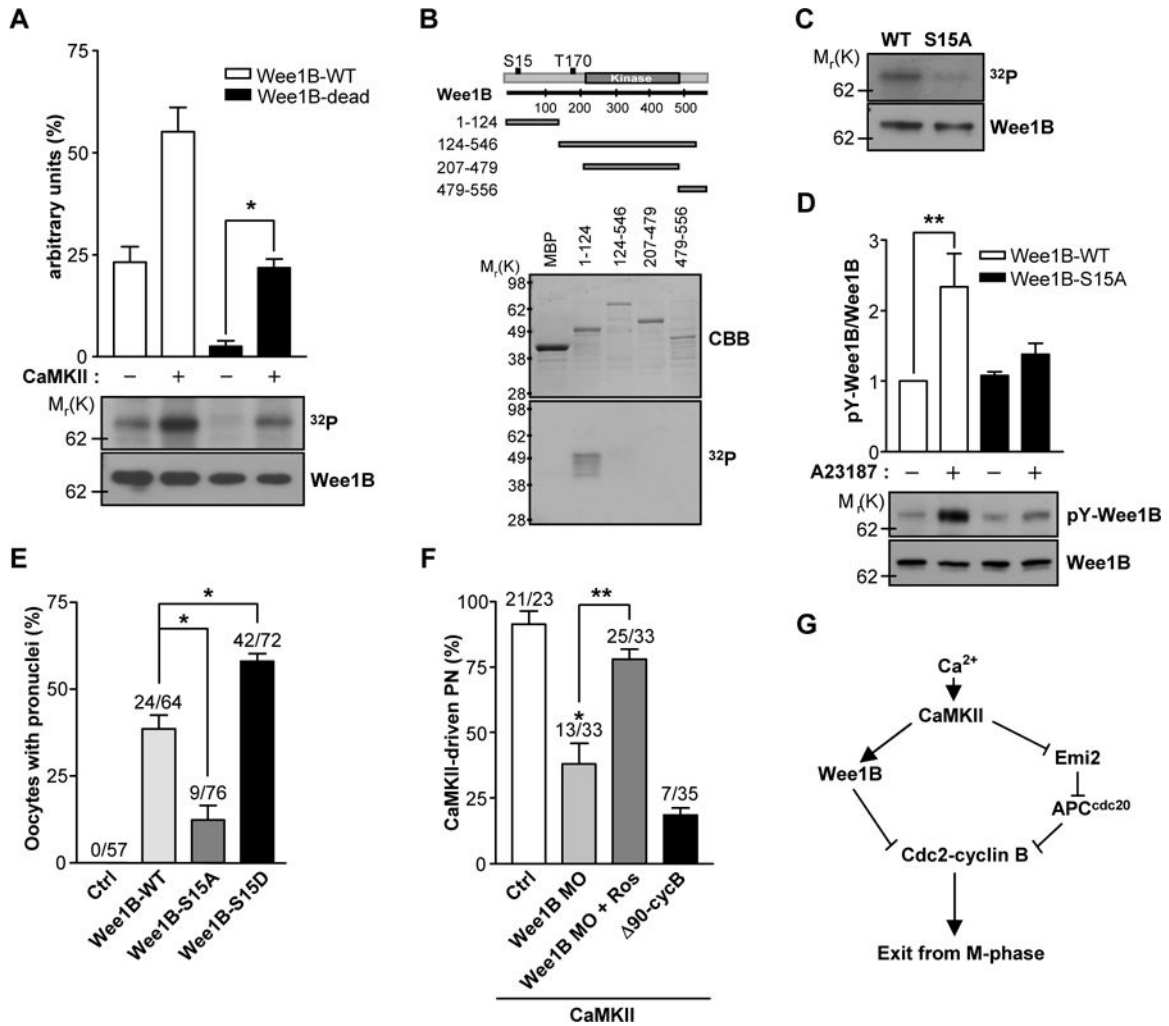 A
75
50
25
0
arbitrary units (%)
Wee1B-WT
Wee1B-dead
*
CaMKII : − + − +
Mr(K)
62
32P
62
Wee1B
B
S15 T170
Kinase
Wee1B
100 200 300 400 500
1-124
124-546
207-479
479-556
MBP 1-124 124-546 207-479 479-556
Mr(K)
98
62
49
38
28
CBB
98
62
49
38
28
32P
C
WT S15A
Mr(K)
62
32P
62
Wee1B
D
3
2
1
0
pY-Wee1B/Wee1B
**
Wee1B-WT
Wee1B-S15A
A23187 : − + − +
Mr(K)
62
pY-Wee1B
62
Wee1B
E
75
50
25
0
Oocytes with pronuclei (%)
*
*
0/57
24/64
9/76
42/72
Ctrl
Wee1B-WT
Wee1B-S15A
Wee1B-S15D
F
100
75
50
25
0
CaMKII-driven PN (%)
21/23
**
25/33
*
13/33
7/35
Ctrl
Wee1B MO
Wee1B MO + Ros
Δ90-cycB
CaMKII
G
Ca2+
CaMKII
Wee1B
Emi2
APCcdc20
Cdc2-cyclin B
Exit from M-phase